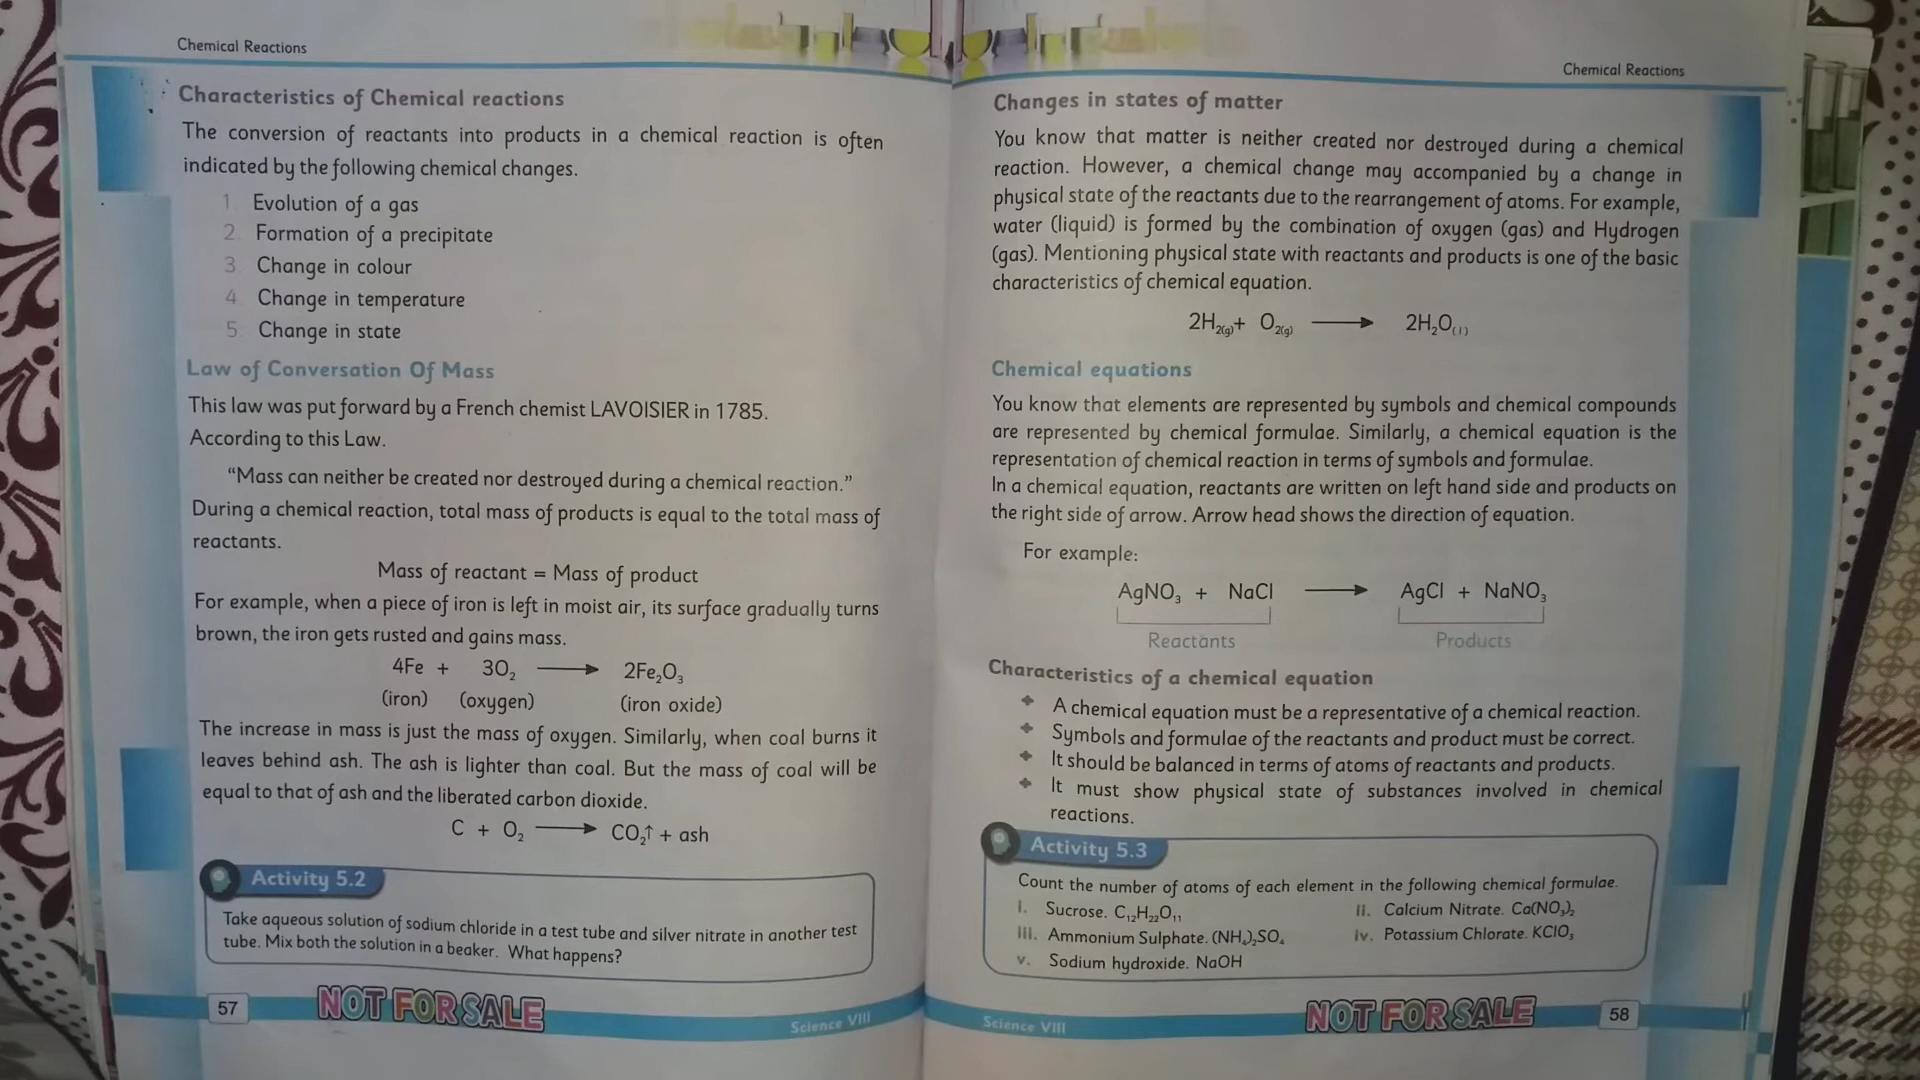 Chemical Reactions
Characteristics of Chemical reactions
The conversion of reactants into products in a chemical reaction is often
indicated by the following chemical changes.
1. Evolution of a gas
2. Formation of a precipitate
3. Change in colour
4. Change in temperature
5. Change in state
Law of Conversation Of Mass
This law was put forward by a French chemist LAVOISIER in 1785.
According to this Law.
“Mass can neither be created nor destroyed during a chemical reaction.”
During a chemical reaction, total mass of products is equal to the total mass of
reactants.
Mass of reactant = Mass of product
For example, when a piece of iron is left in moist air, its surface gradually turns
brown, the iron gets rusted and gains mass.
4Fe + 3O₂ ⟶ 2Fe₂O₃
(iron) (oxygen) (iron oxide)
The increase in mass is just the mass of oxygen. Similarly, when coal burns it
leaves behind ash. The ash is lighter than coal. But the mass of coal will be
equal to that of ash and the liberated carbon dioxide.
C + O₂ ⟶ CO₂↑ + ash
Activity 5.2
Take aqueous solution of sodium chloride in a test tube and silver nitrate in another test
tube. Mix both the solution in a beaker. What happens?
57
NOT FOR SALE
Science VIII
Chemical Reactions
Changes in states of matter
You know that matter is neither created nor destroyed during a chemical
reaction. However, a chemical change may accompanied by a change in
physical state of the reactants due to the rearrangement of atoms. For example,
water (liquid) is formed by the combination of oxygen (gas) and Hydrogen
(gas). Mentioning physical state with reactants and products is one of the basic
characteristics of chemical equation.
2H₂(g)+ O₂(g) ⟶ 2H₂O(l)
Chemical equations
You know that elements are represented by symbols and chemical compounds
are represented by chemical formulae. Similarly, a chemical equation is the
representation of chemical reaction in terms of symbols and formulae.
In a chemical equation, reactants are written on left hand side and products on
the right side of arrow. Arrow head shows the direction of equation.
For example:
AgNO₃ + NaCl ⟶ AgCl + NaNO₃
Reactants Products
Characteristics of a chemical equation
A chemical equation must be a representative of a chemical reaction.
Symbols and formulae of the reactants and product must be correct.
It should be balanced in terms of atoms of reactants and products.
It must show physical state of substances involved in chemical
reactions.
Activity 5.3
Count the number of atoms of each element in the following chemical formulae.
i. Sucrose. C₁₂H₂₂O₁₁ ii. Calcium Nitrate. Ca(NO₃)₂
iii. Ammonium Sulphate. (NH₄)₂SO₄ iv. Potassium Chlorate. KClO₃
v. Sodium hydroxide. NaOH
Science VIII
NOT FOR SALE
58